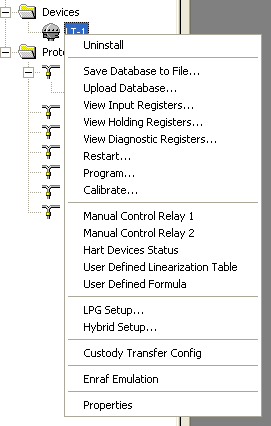 Devices
LT-1
Uninstall
Save Database to File...
Upload Database...
View Input Registers...
View Holding Registers...
View Diagnostic Registers...
Restart...
Program...
Calibrate...
Manual Control Relay 1
Manual Control Relay 2
Hart Devices Status
User Defined Linearization Table
User Defined Formula
LPG Setup...
Hybrid Setup...
Custody Transfer Config
Enraf Emulation
Properties